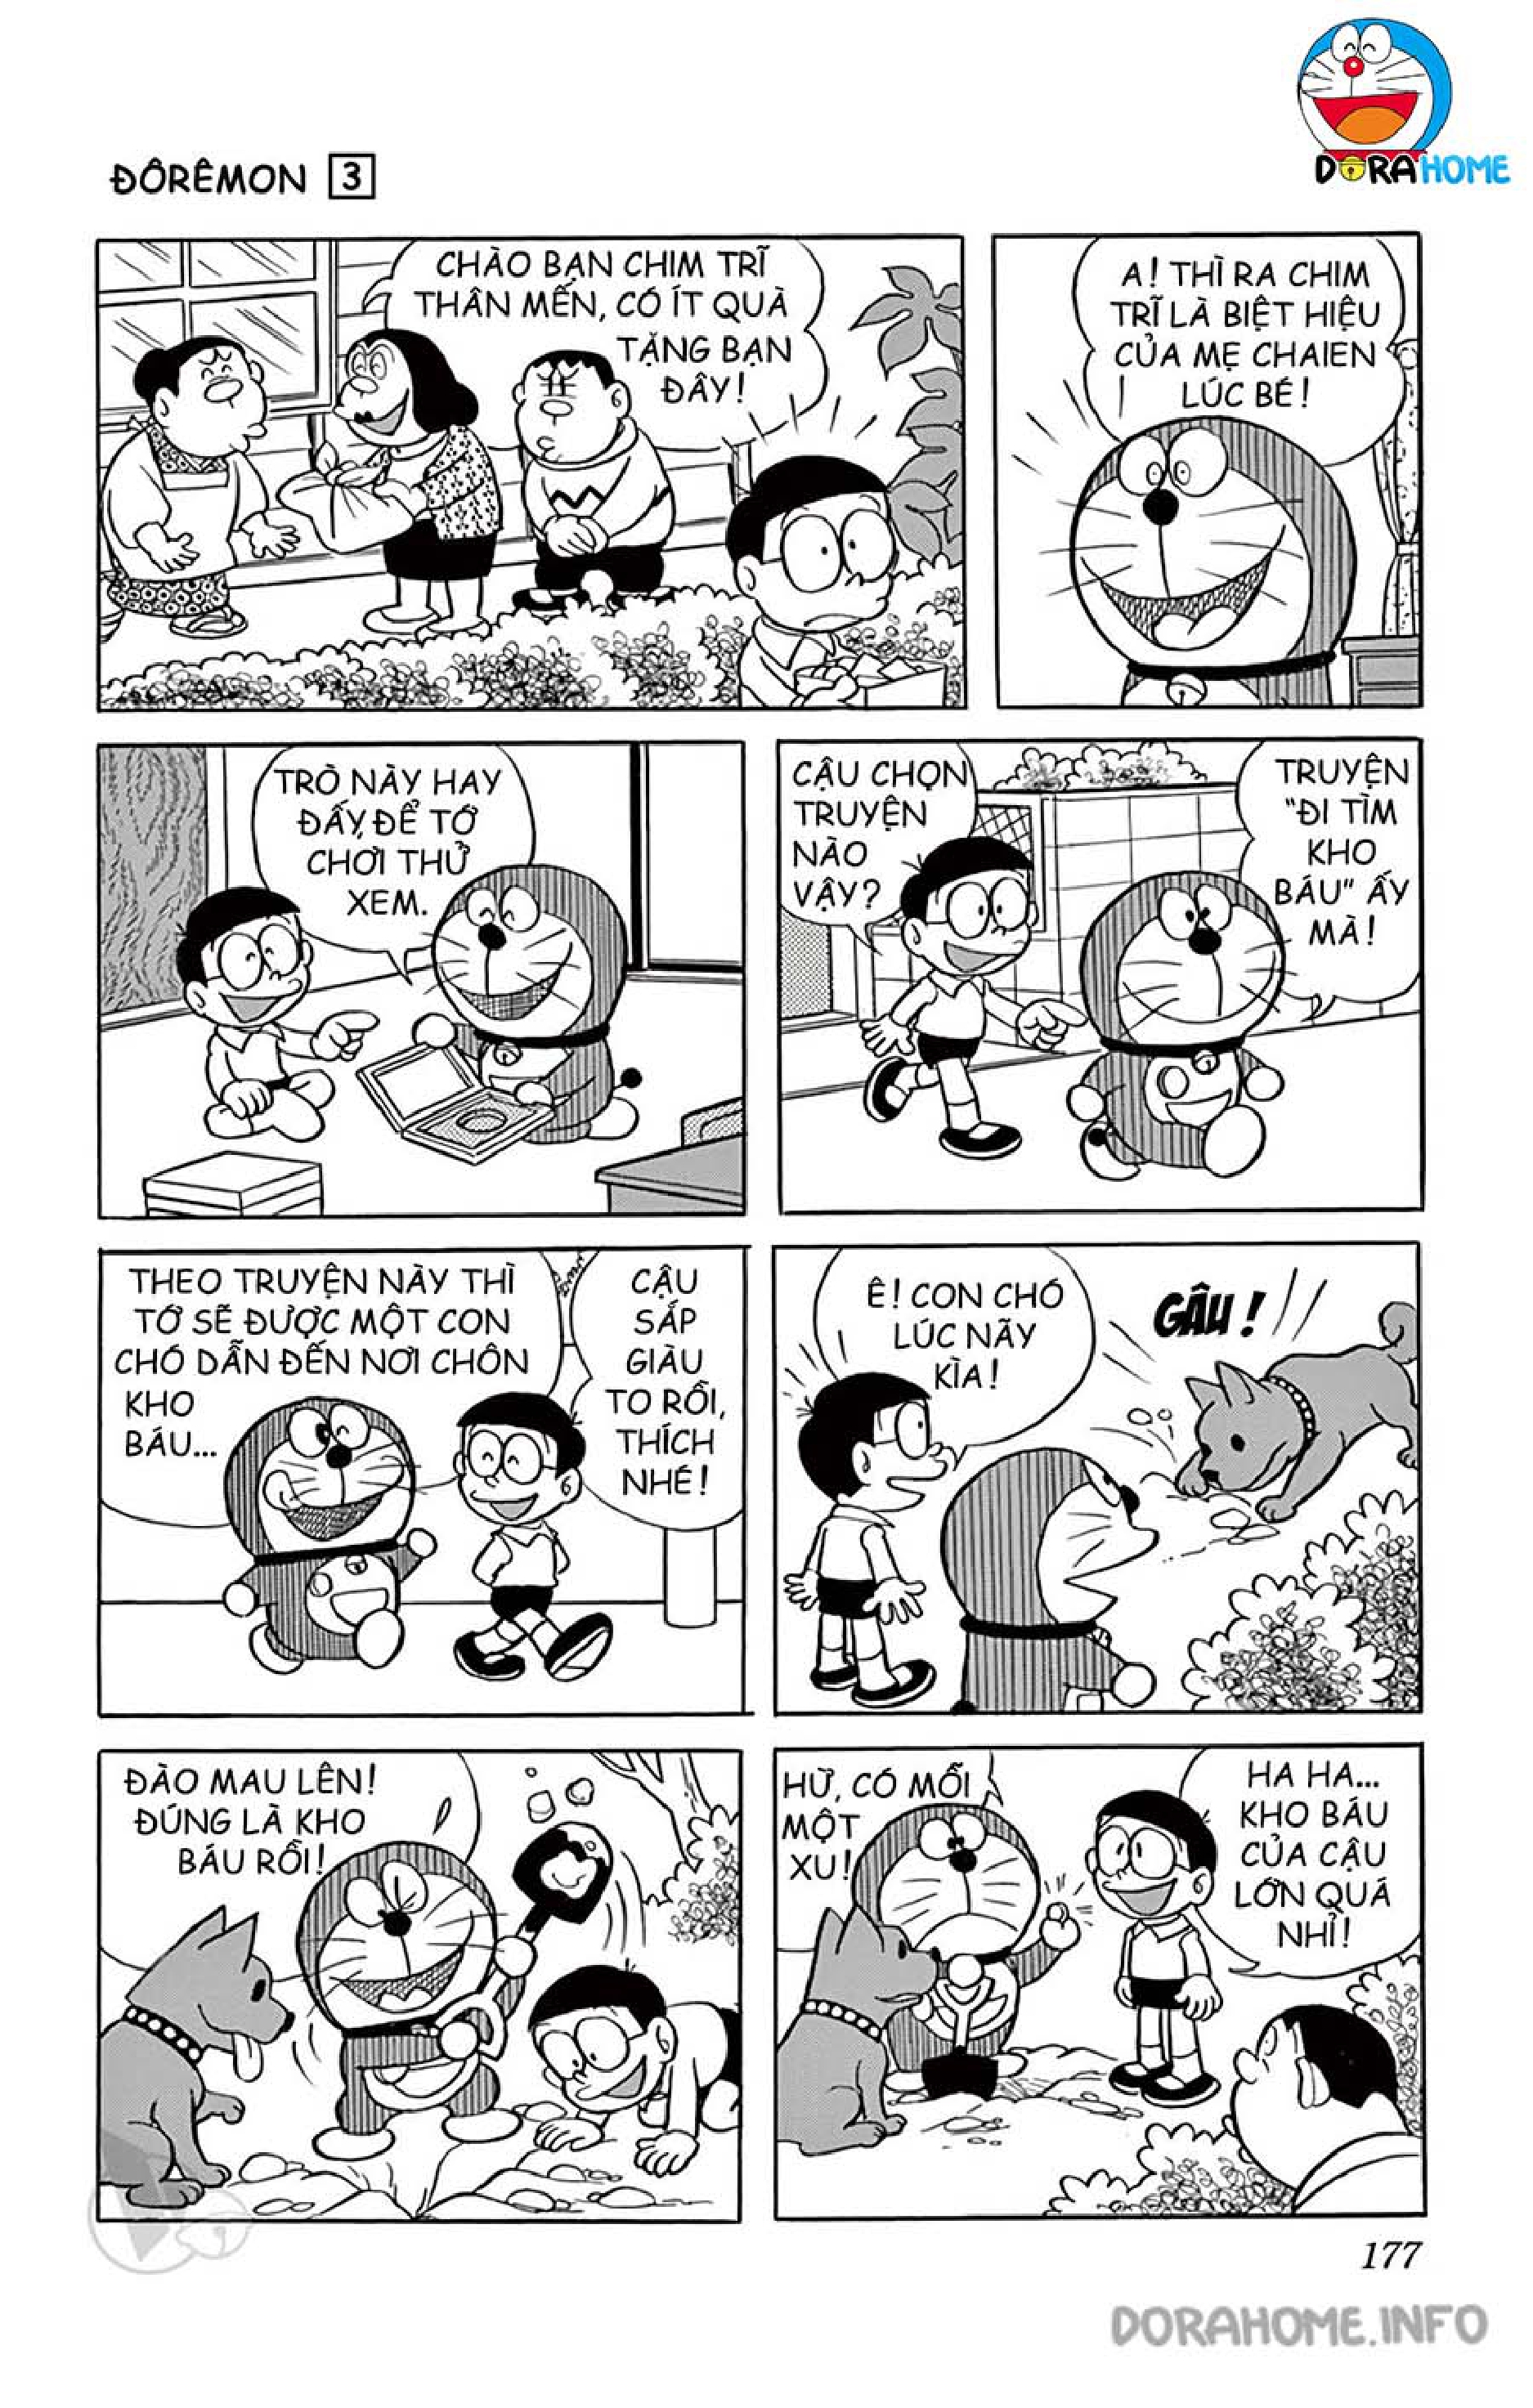 DORAHOME
ĐÔRÊMON 3
CHÀO BẠN CHIM TRĨ
THÂN MẾN, CÓ ÍT QUÀ
TẶNG BẠN
ĐÂY!
A! THÌ RA CHIM
TRĨ LÀ BIỆT HIỆU
CỦA MẸ CHAIEN
LÚC BÉ!
TRÒ NÀY HAY
ĐẤY, ĐỂ TỚ
CHƠI THỬ
XEM.
CẬU CHỌN
TRUYỆN
NÀO
VẬY?
TRUYỆN
"ĐI TÌM
KHO
BÁU" ẤY
MÀ!
THEO TRUYỆN NÀY THÌ
TỚ SẼ ĐƯỢC MỘT CON
CHÓ DẪN ĐẾN NƠI CHÔN
KHO
BÁU...
CẬU
SẮP
GIÀU
TO RỒI,
THÍCH
NHÉ!
Ê! CON CHÓ
LÚC NÃY
KÌA!
GÂU!
ĐÀO MAU LÊN!
ĐÚNG LÀ KHO
BÁU RỒI!
HỪ, CÓ MỖI
MỘT
XU!
HA HA...
KHO BÁU
CỦA CẬU
LỚN QUÁ
NHỈ!
177
DORAHOME.INFO